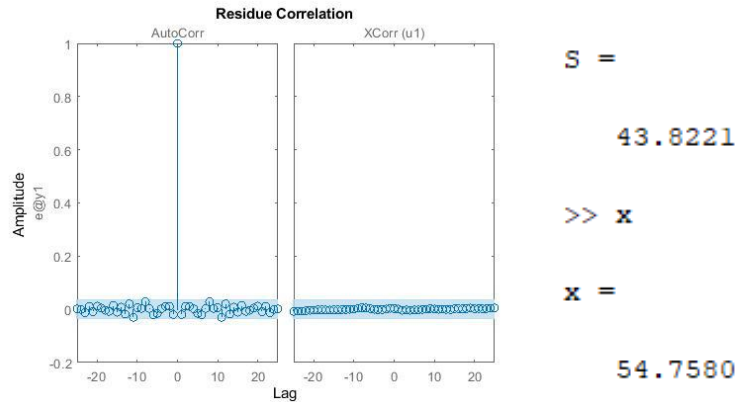 Residue Correlation
AutoCorr
XCorr (u1)
Amplitude
e@y1
1
0.8
0.6
0.4
0.2
0
-0.2
-20 -10 0 10 20
-20 -10 0 10 20
Lag
S =
43.8221
>> x
x =
54.7580